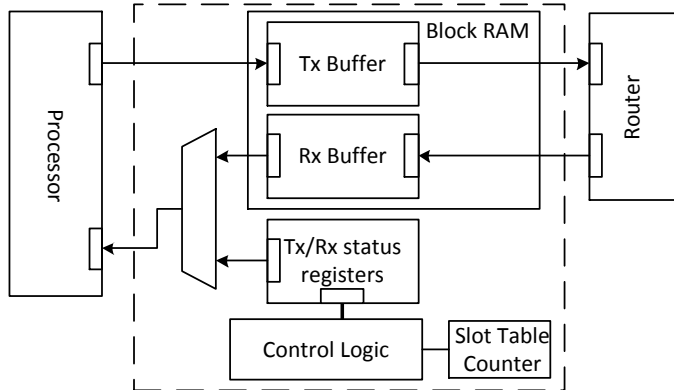 Block RAM
Tx Buffer
Processor
Router
Rx Buffer
Tx/Rx status
registers
Control Logic
Slot Table
Counter